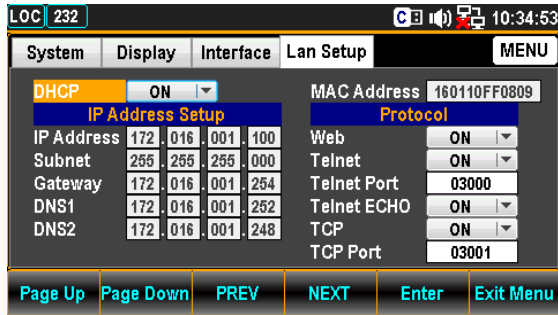 LOC 232 C 10:34:53
System Display Interface Lan Setup MENU
DHCP ON MAC Address 160110FF0809
IP Address Setup Protocol
IP Address 172 . 016 . 001 . 100 Web ON
Subnet 255 . 255 . 255 . 000 Telnet ON
Gateway 172 . 016 . 001 . 254 Telnet Port 03000
DNS1 172 . 016 . 001 . 252 Telnet ECHO ON
DNS2 172 . 016 . 001 . 248 TCP ON
TCP Port 03001
Page Up Page Down PREV NEXT Enter Exit Menu